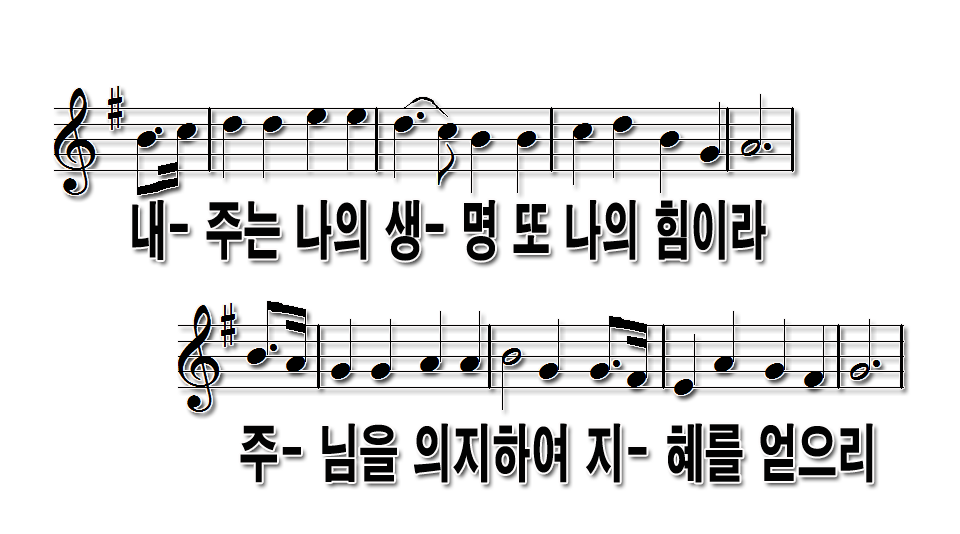 내- 주는 나의 생- 명 또 나의 힘이라
주- 님을 의지하여 지- 혜를 얻으리